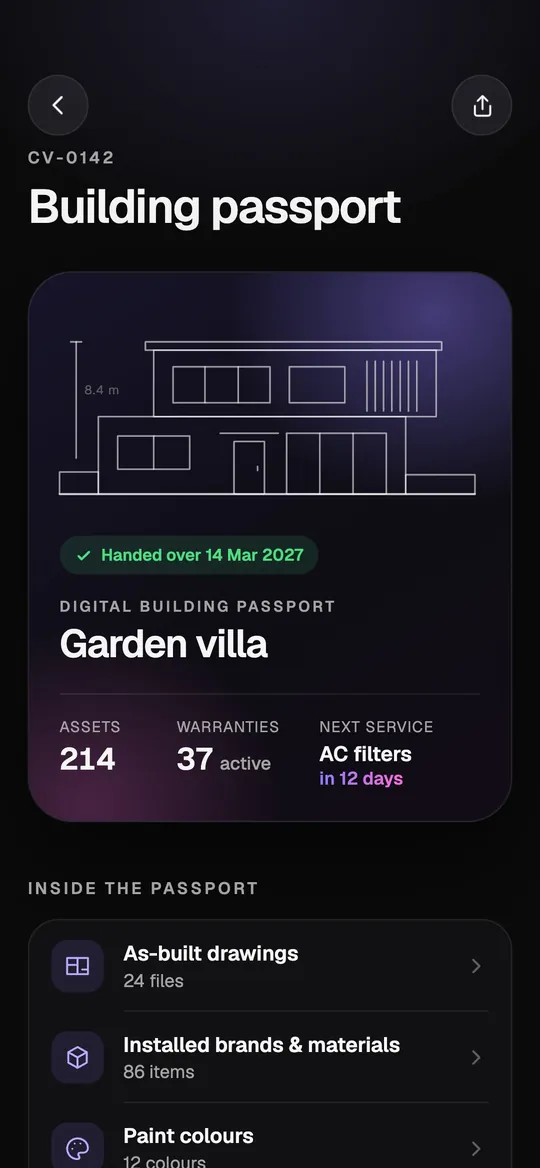 CV-0142
Building passport
8.4 m
Handed over 14 Mar 2027
DIGITAL BUILDING PASSPORT
Garden villa
ASSETS WARRANTIES NEXT SERVICE
214 37 active AC filters
in 12 days
INSIDE THE PASSPORT
As-built drawings
24 files
Installed brands & materials
86 items
Paint colours
12 colours